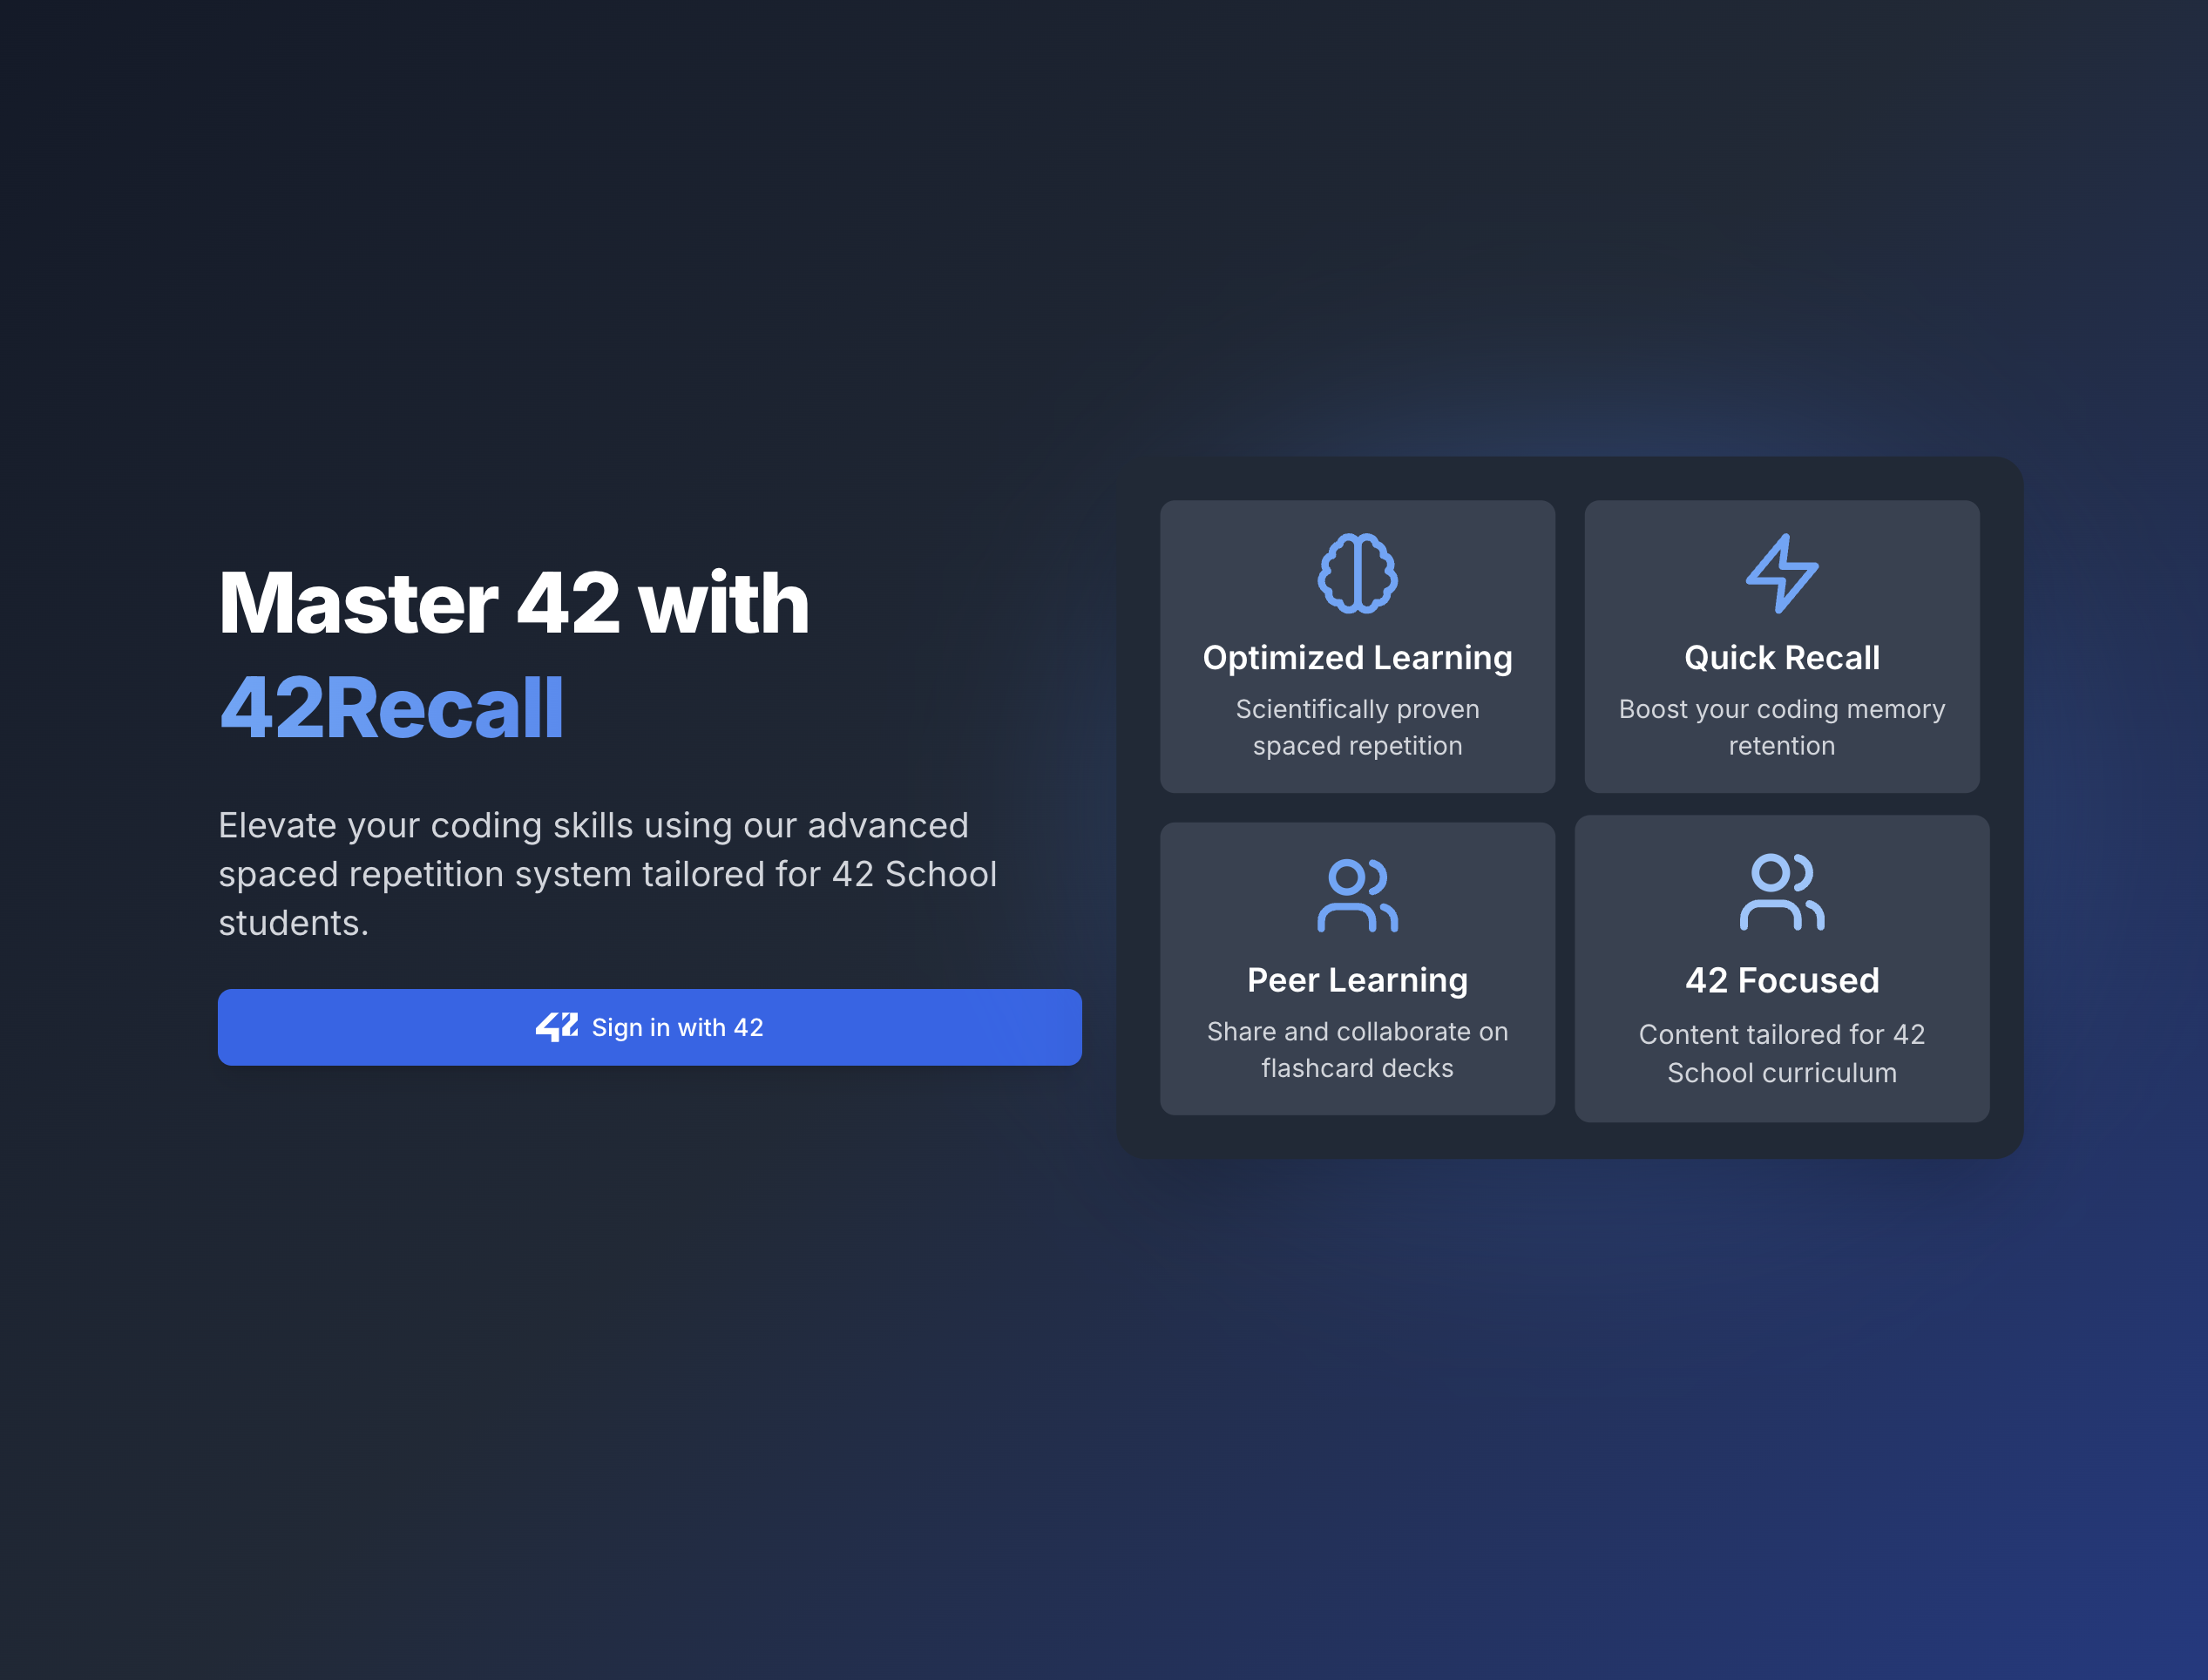 Master 42 with
42Recall
Elevate your coding skills using our advanced
spaced repetition system tailored for 42 School
students.
42 Sign in with 42
Optimized Learning
Scientifically proven
spaced repetition
Quick Recall
Boost your coding memory
retention
Peer Learning
Share and collaborate on
flashcard decks
42 Focused
Content tailored for 42
School curriculum